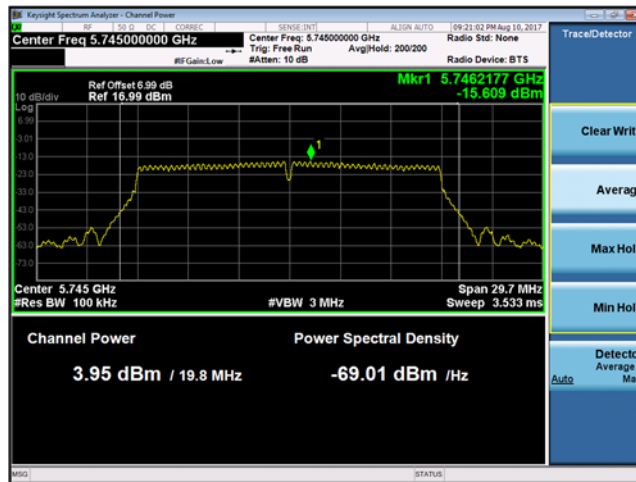 Keysight Spectrum Analyzer - Channel Power
RF 50 Ω DC CORREC SENSE:INT ALIGN AUTO 09:21:02 PM Aug 10, 2017
Center Freq 5.745000000 GHz
Center Freq: 5.745000000 GHz
Radio Std: None
Trig: Free Run Avg|Hold: 200/200
#IFGain:Low
#Atten: 10 dB
Radio Device: BTS
Trace/Detector
Ref Offset 6.99 dB
Mkr1 5.7462177 GHz
10 dB/div Ref 16.99 dBm
-15.609 dBm
Log
6.99
-3.01
-13.0
-23.0
-33.0
-43.0
-53.0
-63.0
-73.0
1
Center 5.745 GHz
Span 29.7 MHz
#Res BW 100 kHz
#VBW 3 MHz
Sweep 3.533 ms
Channel Power
Power Spectral Density
3.95 dBm / 19.8 MHz
-69.01 dBm /Hz
Clear Writ
Averag
Max Hol
Min Hol
Detecto
Average
Auto Ma
MSG
STATUS